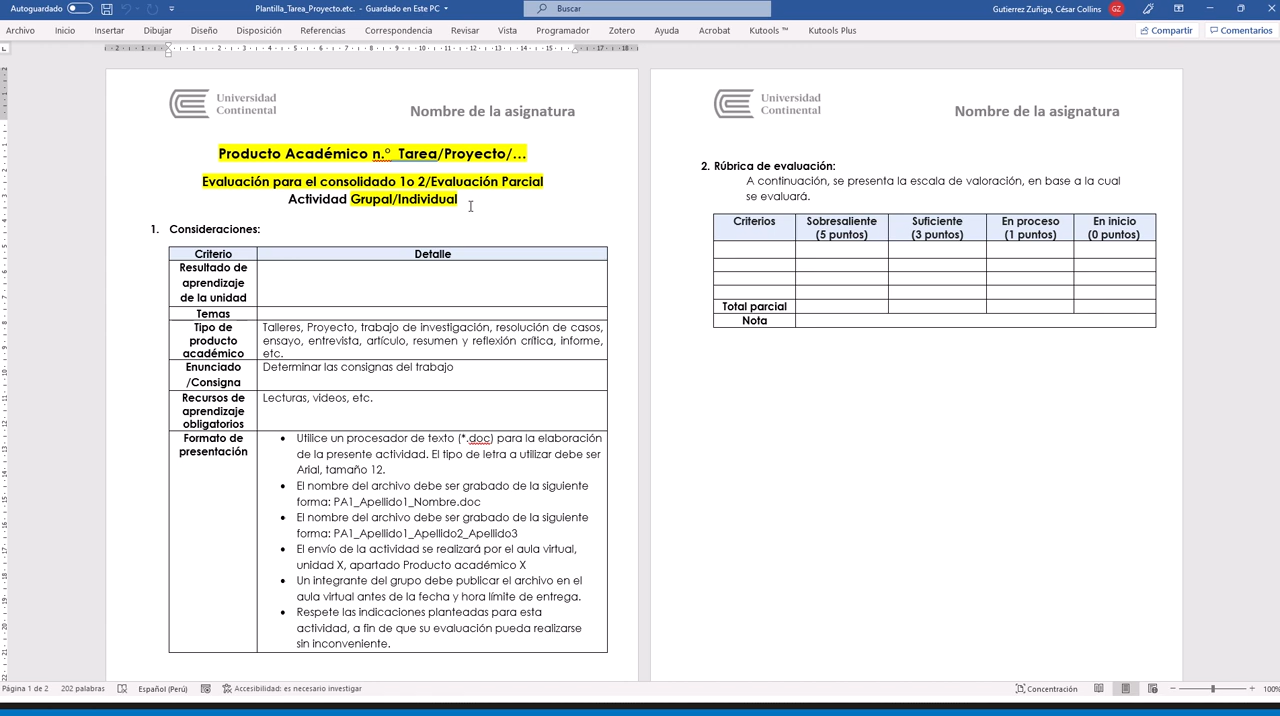 Autoguardado
Plantilla_Tarea_Proyecto.etc. - Guardado en Este PC
Buscar
Gutierrez Zuñiga, César Collins
GZ
Archivo Inicio Insertar Dibujar Diseño Disposición Referencias Correspondencia Revisar Vista Programador Zotero Ayuda Acrobat Kutools ™ Kutools Plus
Compartir
Comentarios
Universidad
Continental
Nombre de la asignatura
Producto Académico n.° Tarea/Proyecto/...
Evaluación para el consolidado 1o 2/Evaluación Parcial
Actividad Grupal/Individual
1. Consideraciones:
Criterio Detalle
Resultado de
aprendizaje
de la unidad
Temas
Tipo de
producto
académico
Talleres, Proyecto, trabajo de investigación, resolución de casos,
ensayo, entrevista, artículo, resumen y reflexión crítica, informe,
etc.
Enunciado
/Consigna
Determinar las consignas del trabajo
Recursos de
aprendizaje
obligatorios
Lecturas, videos, etc.
Formato de
presentación
• Utilice un procesador de texto (*.doc) para la elaboración
de la presente actividad. El tipo de letra a utilizar debe ser
Arial, tamaño 12.
• El nombre del archivo debe ser grabado de la siguiente
forma: PA1_Apellido1_Nombre.doc
• El nombre del archivo debe ser grabado de la siguiente
forma: PA1_Apellido1_Apellido2_Apellido3
• El envío de la actividad se realizará por el aula virtual,
unidad X, apartado Producto académico X
• Un integrante del grupo debe publicar el archivo en el
aula virtual antes de la fecha y hora límite de entrega.
• Respete las indicaciones planteadas para esta
actividad, a fin de que su evaluación pueda realizarse
sin inconveniente.
Universidad
Continental
Nombre de la asignatura
2. Rúbrica de evaluación:
A continuación, se presenta la escala de valoración, en base a la cual
se evaluará.
Criterios Sobresaliente Suficiente En proceso En inicio
(5 puntos) (3 puntos) (1 puntos) (0 puntos)
Total parcial
Nota
Página 1 de 2
202 palabras
Español (Perú)
Accesibilidad: es necesario investigar
Concentración
100%